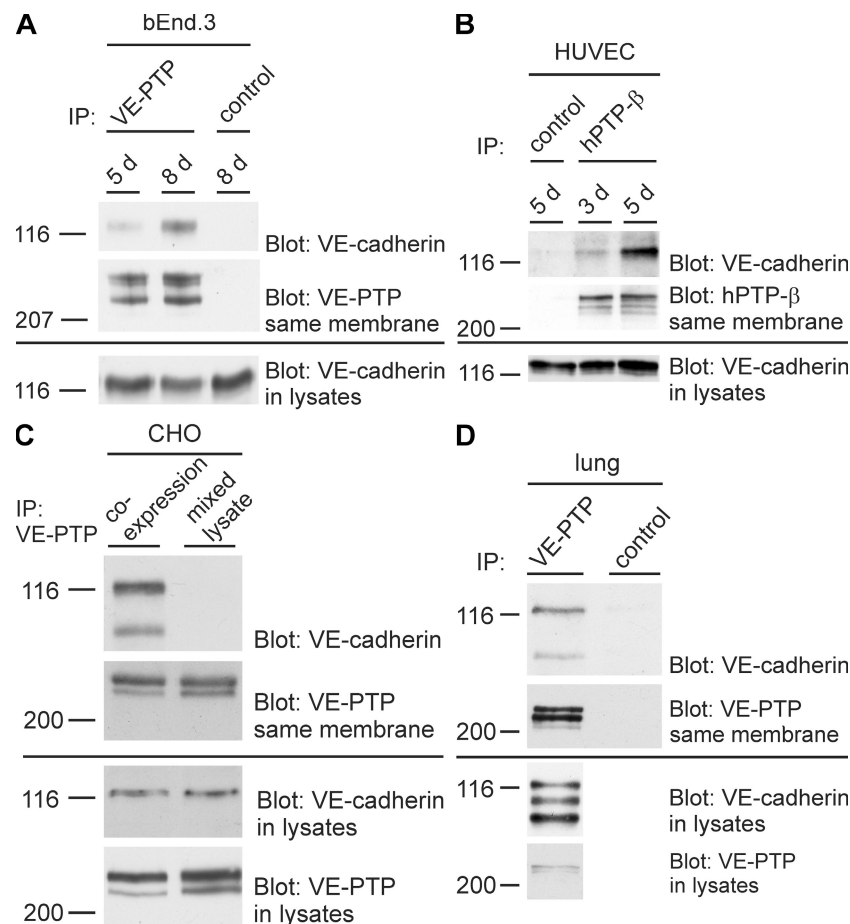 A
bEnd.3
IP:
VE-PTP
control
5 d
8 d
8 d
116
Blot: VE-cadherin
207
Blot: VE-PTP
same membrane
116
Blot: VE-cadherin
in lysates
B
HUVEC
IP:
control
hPTP-β
5 d
3 d
5 d
116
Blot: VE-cadherin
200
Blot: hPTP-β
same membrane
116
Blot: VE-cadherin
in lysates
C
CHO
IP:
VE-PTP
co-
expression
mixed
lysate
116
Blot: VE-cadherin
200
Blot: VE-PTP
same membrane
116
Blot: VE-cadherin
in lysates
200
Blot: VE-PTP
in lysates
D
lung
IP:
VE-PTP
control
116
Blot: VE-cadherin
200
Blot: VE-PTP
same membrane
116
Blot: VE-cadherin
in lysates
200
Blot: VE-PTP
in lysates